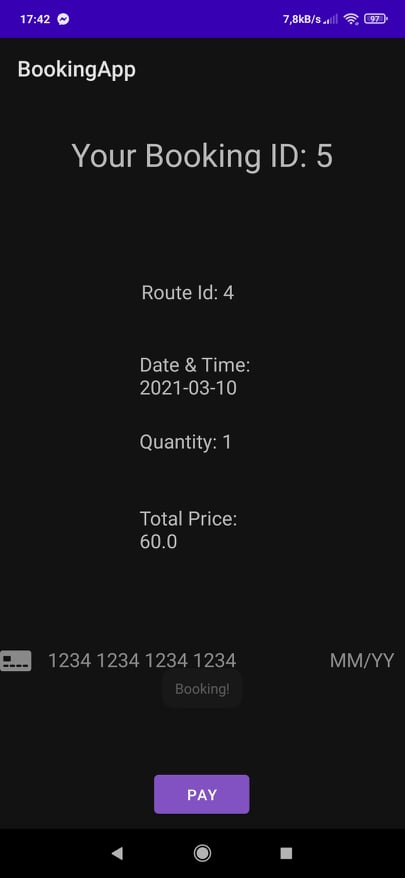 17:42
7,8kB/s
97
BookingApp
Your Booking ID: 5
Route Id: 4
Date & Time:
2021-03-10
Quantity: 1
Total Price:
60.0
1234 1234 1234 1234 MM/YY
Booking!
PAY